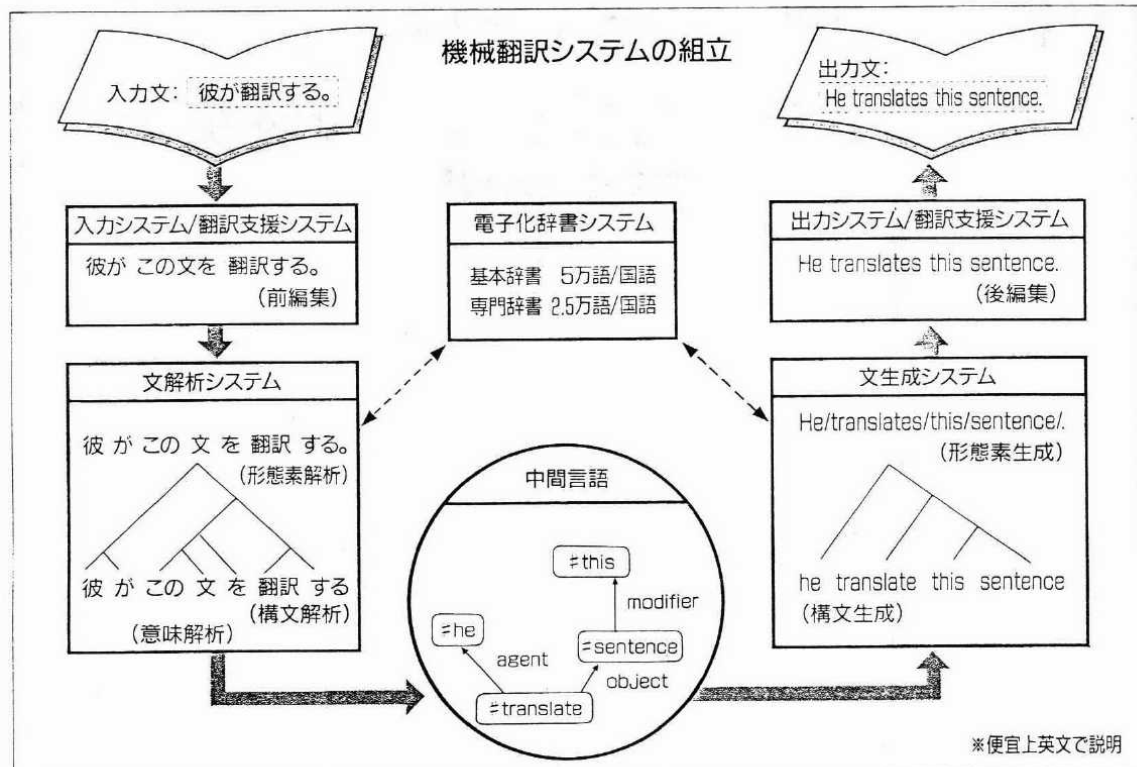 機械翻訳システムの組立
入力文: 彼が翻訳する。
入力システム/翻訳支援システム
彼が この文を 翻訳する。
(前編集)
文解析システム
彼 が この 文 を 翻訳 する。
(形態素解析)
彼 が この 文 を 翻訳 する
(構文解析)
(意味解析)
電子化辞書システム
基本辞書 5万語/国語
専門辞書 2.5万語/国語
中間言語
♯this
modifier
♯he
♯sentence
agent
object
♯translate
出力文:
He translates this sentence.
出力システム/翻訳支援システム
He translates this sentence.
(後編集)
文生成システム
He/translates/this/sentence/.
(形態素生成)
he translate this sentence
(構文生成)
※便宜上英文で説明